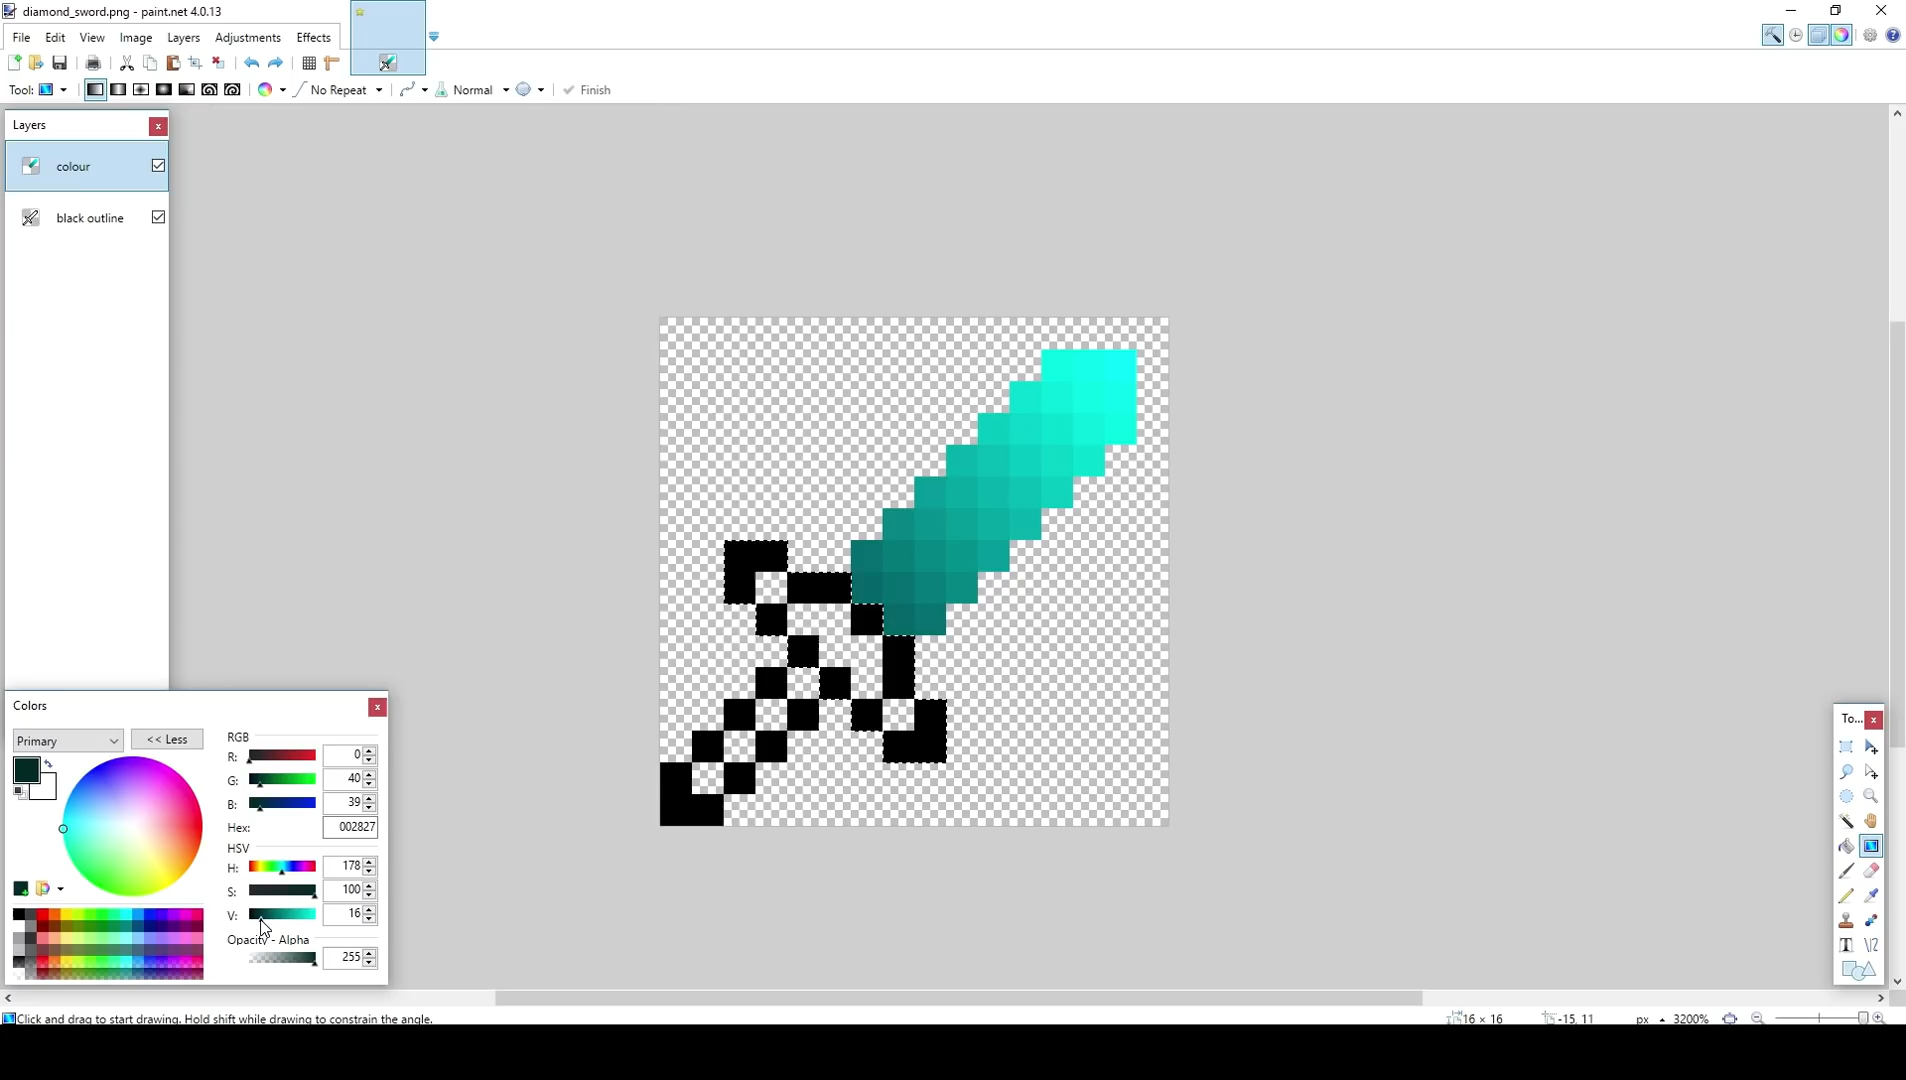 diamond_sword.png - paint.net 4.0.13
File Edit View Image Layers Adjustments Effects
Tool: No Repeat Normal Finish
Layers
colour
black outline
Colors
Primary
<< Less
RGB
R: 0
G: 40
B: 39
Hex: 002827
HSV
H: 178
S: 100
V: 16
Opacity - Alpha
255
To...
Click and drag to start drawing. Hold shift while drawing to constrain the angle.
16 × 16
-15, 11
px
3200%